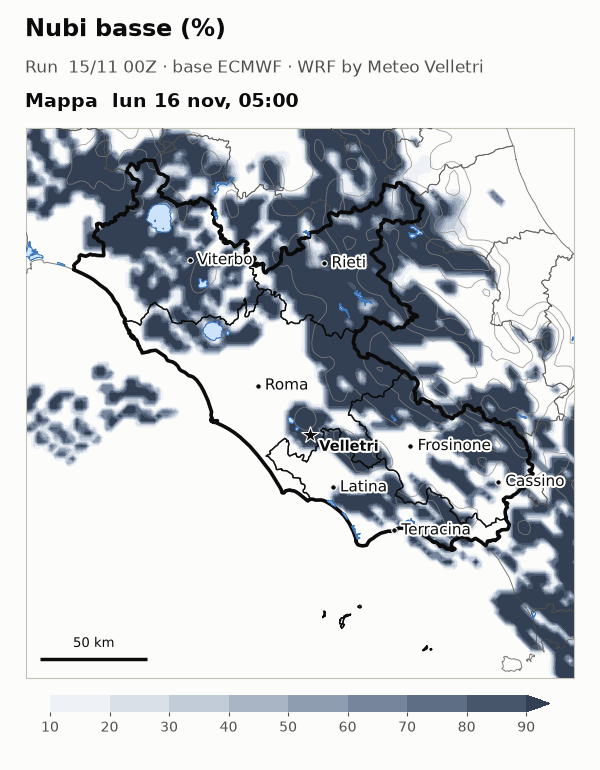 Nubi basse (%)
Run 15/11 00Z · base ECMWF · WRF by Meteo Velletri
Mappa lun 16 nov, 05:00
Viterbo
Rieti
Roma
Velletri
Frosinone
Latina
Cassino
Terracina
50 km
10 20 30 40 50 60 70 80 90